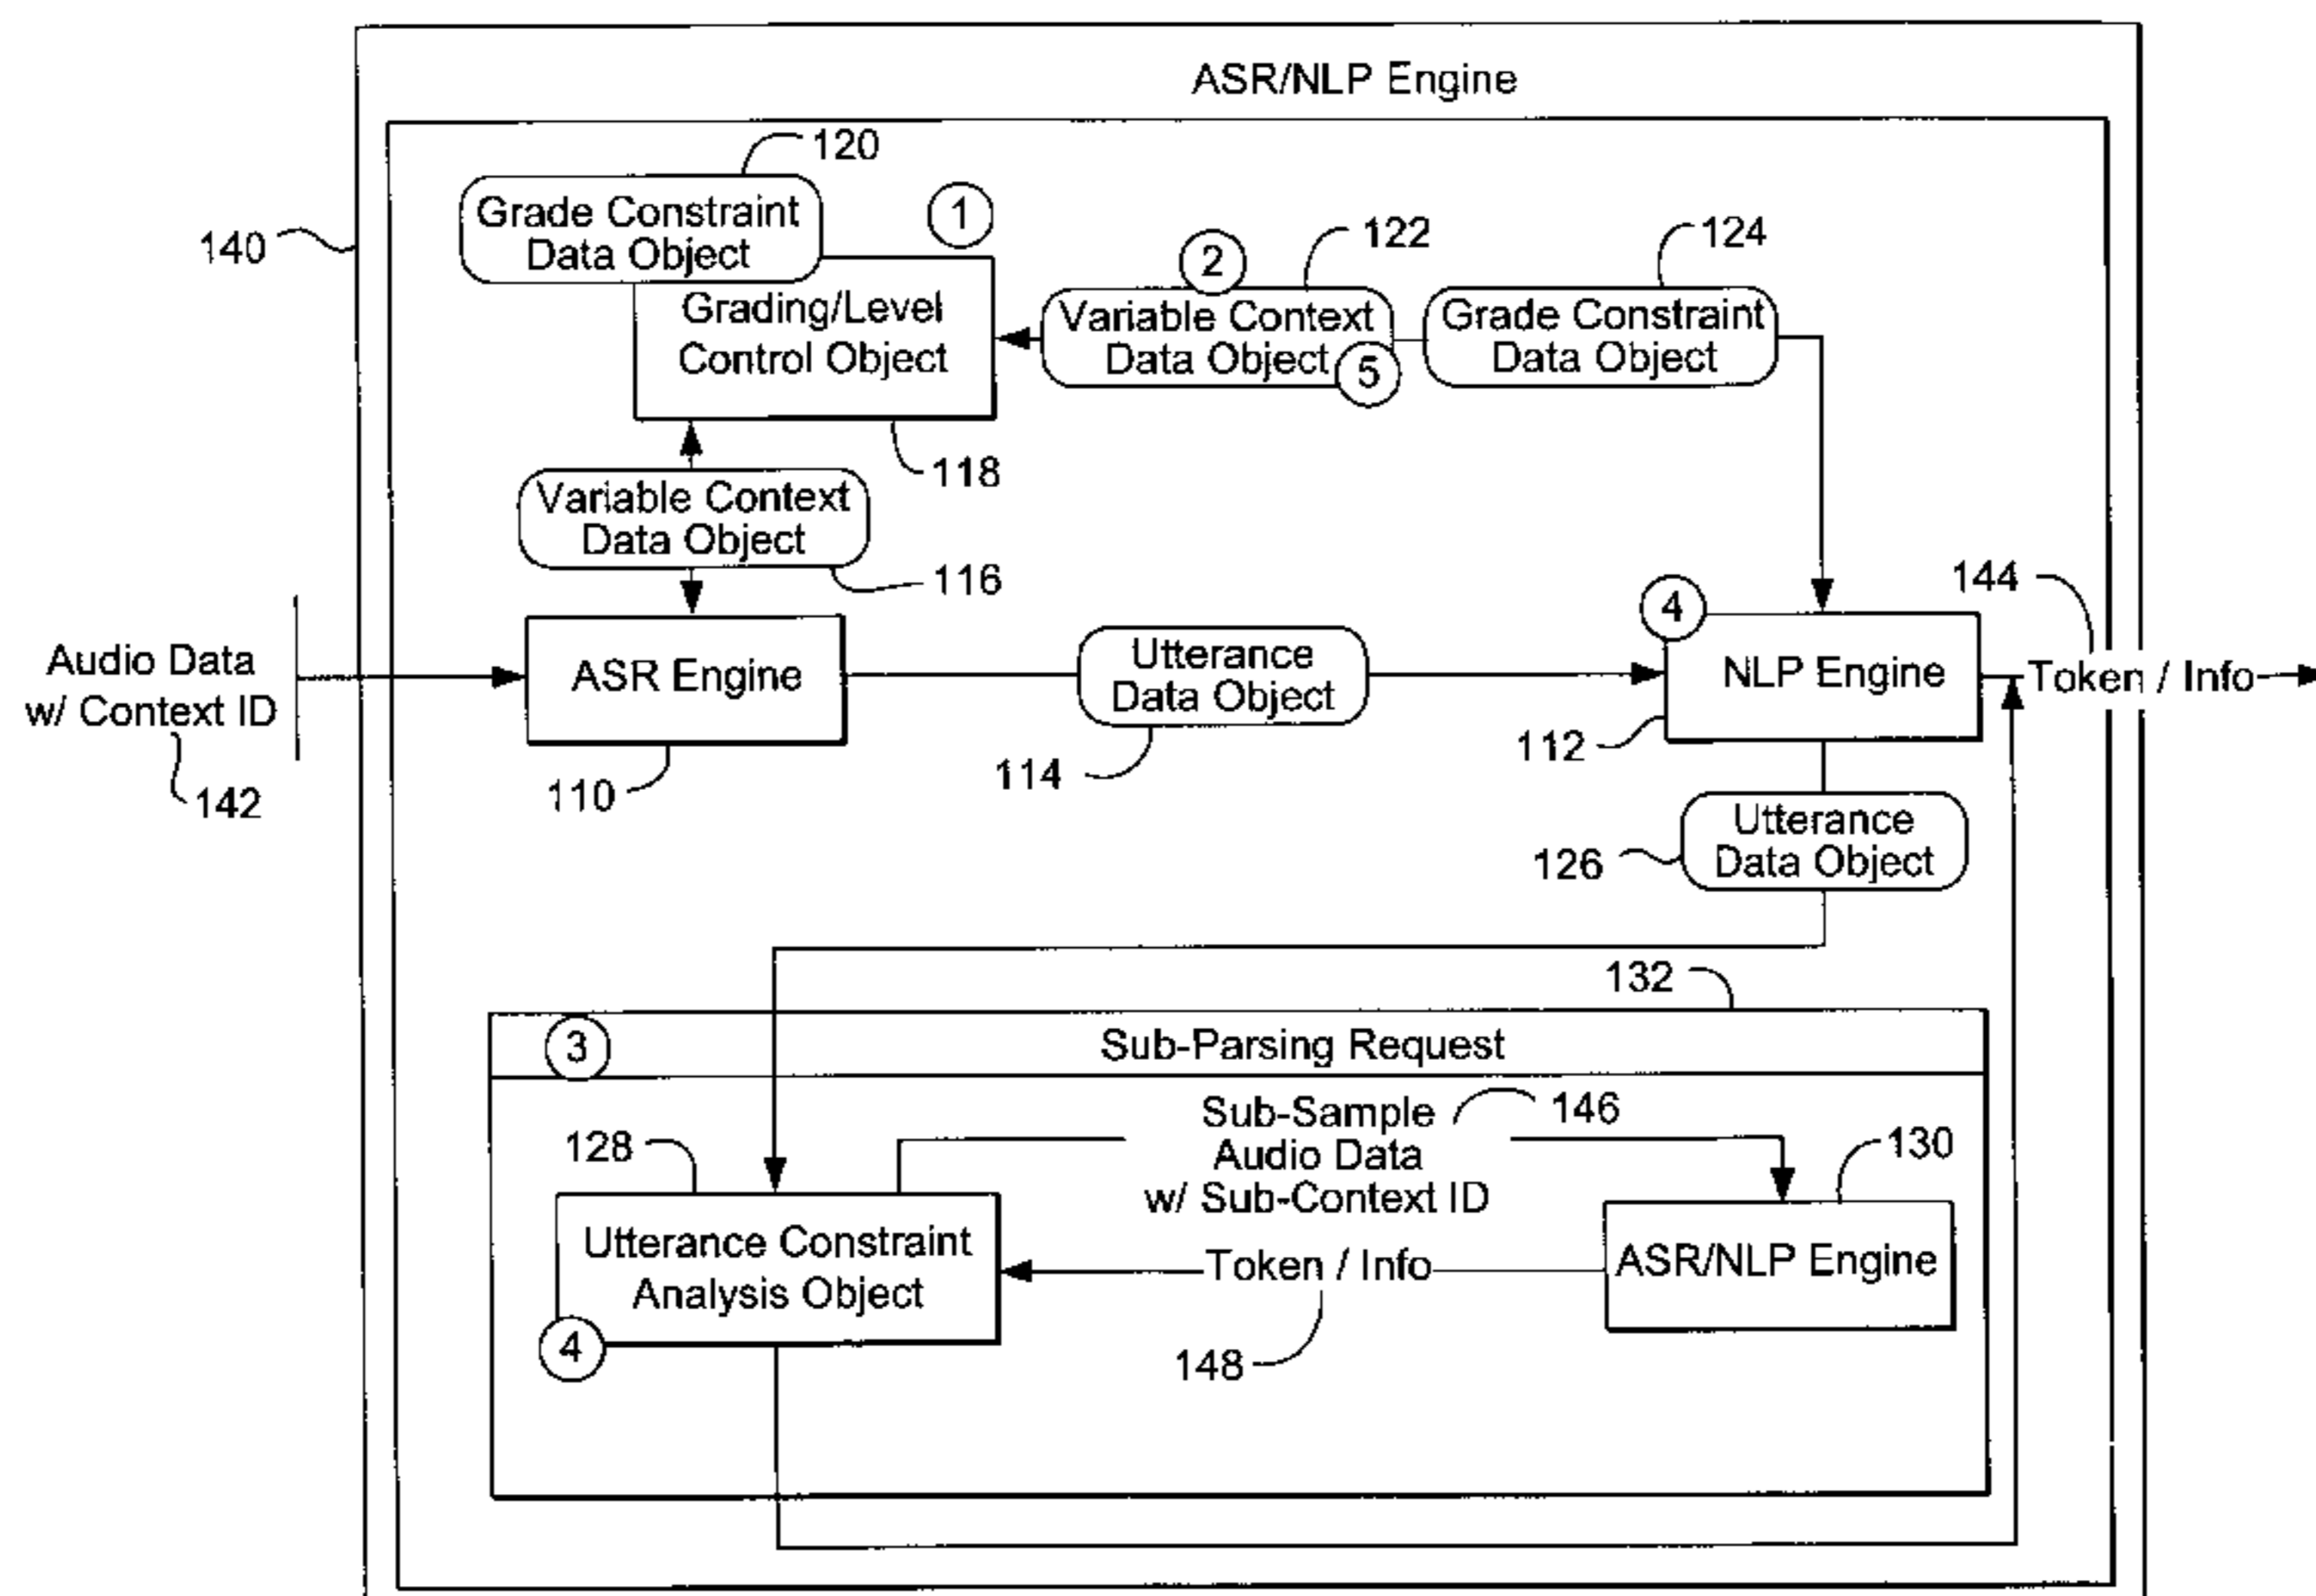 ASR/NLP Engine
120
Grade Constraint
Data Object
1
140
2
122
124
Grading/Level
Control Object
Variable Context
Data Object
5
Grade Constraint
Data Object
118
Variable Context
Data Object
116
144
4
Audio Data
w/ Context ID
142
ASR Engine
110
Utterance
Data Object
114
NLP Engine
112
Token / Info
Utterance
Data Object
126
132
3
Sub-Parsing Request
Sub-Sample
Audio Data
w/ Sub-Context ID
146
128
130
Utterance Constraint
Analysis Object
4
Token / Info
148
ASR/NLP Engine